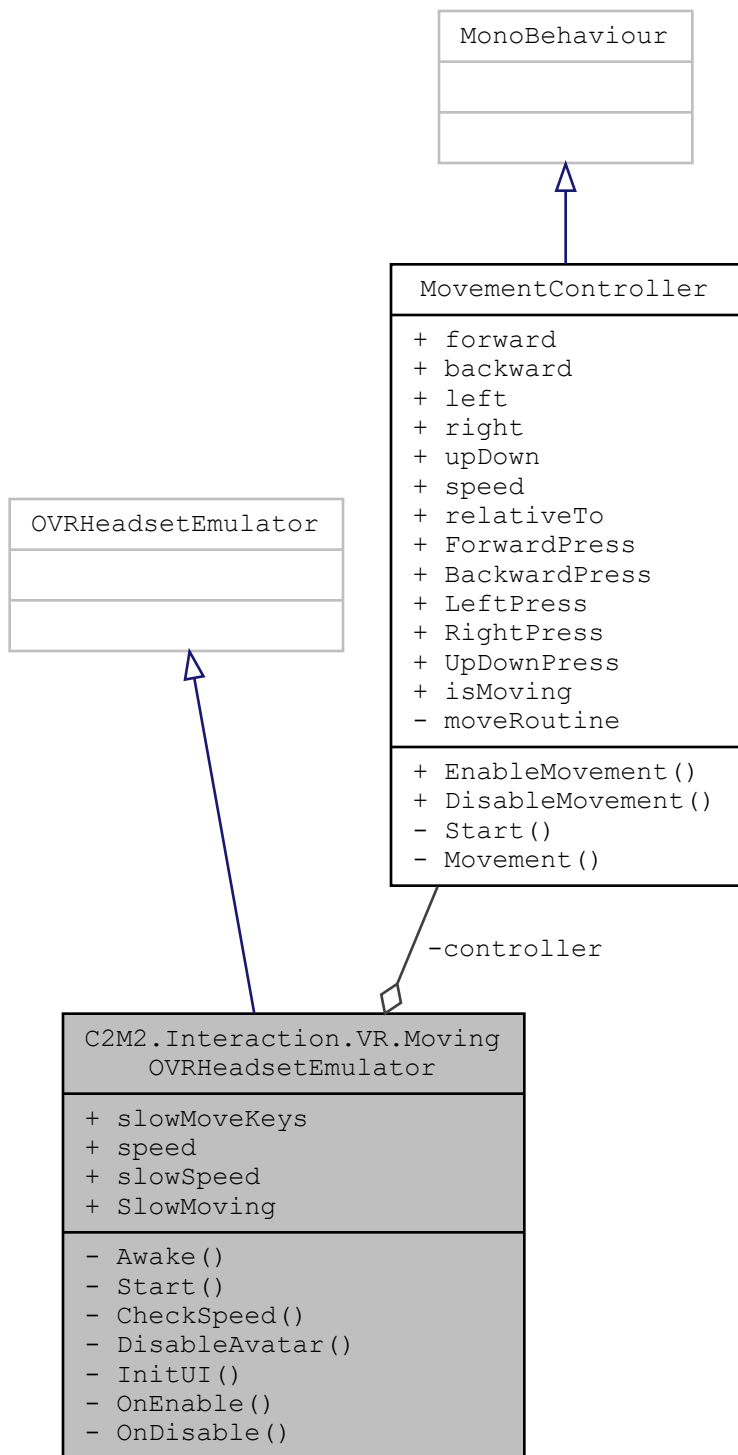 MonoBehaviour
MovementController
+ forward
+ backward
+ left
+ right
+ upDown
+ speed
+ relativeTo
+ ForwardPress
+ BackwardPress
+ LeftPress
+ RightPress
+ UpDownPress
+ isMoving
- moveRoutine
+ EnableMovement()
+ DisableMovement()
- Start()
- Movement()
OVRHeadsetEmulator
-controller
C2M2.Interaction.VR.Moving
OVRHeadsetEmulator
+ slowMoveKeys
+ speed
+ slowSpeed
+ SlowMoving
- Awake()
- Start()
- CheckSpeed()
- DisableAvatar()
- InitUI()
- OnEnable()
- OnDisable()